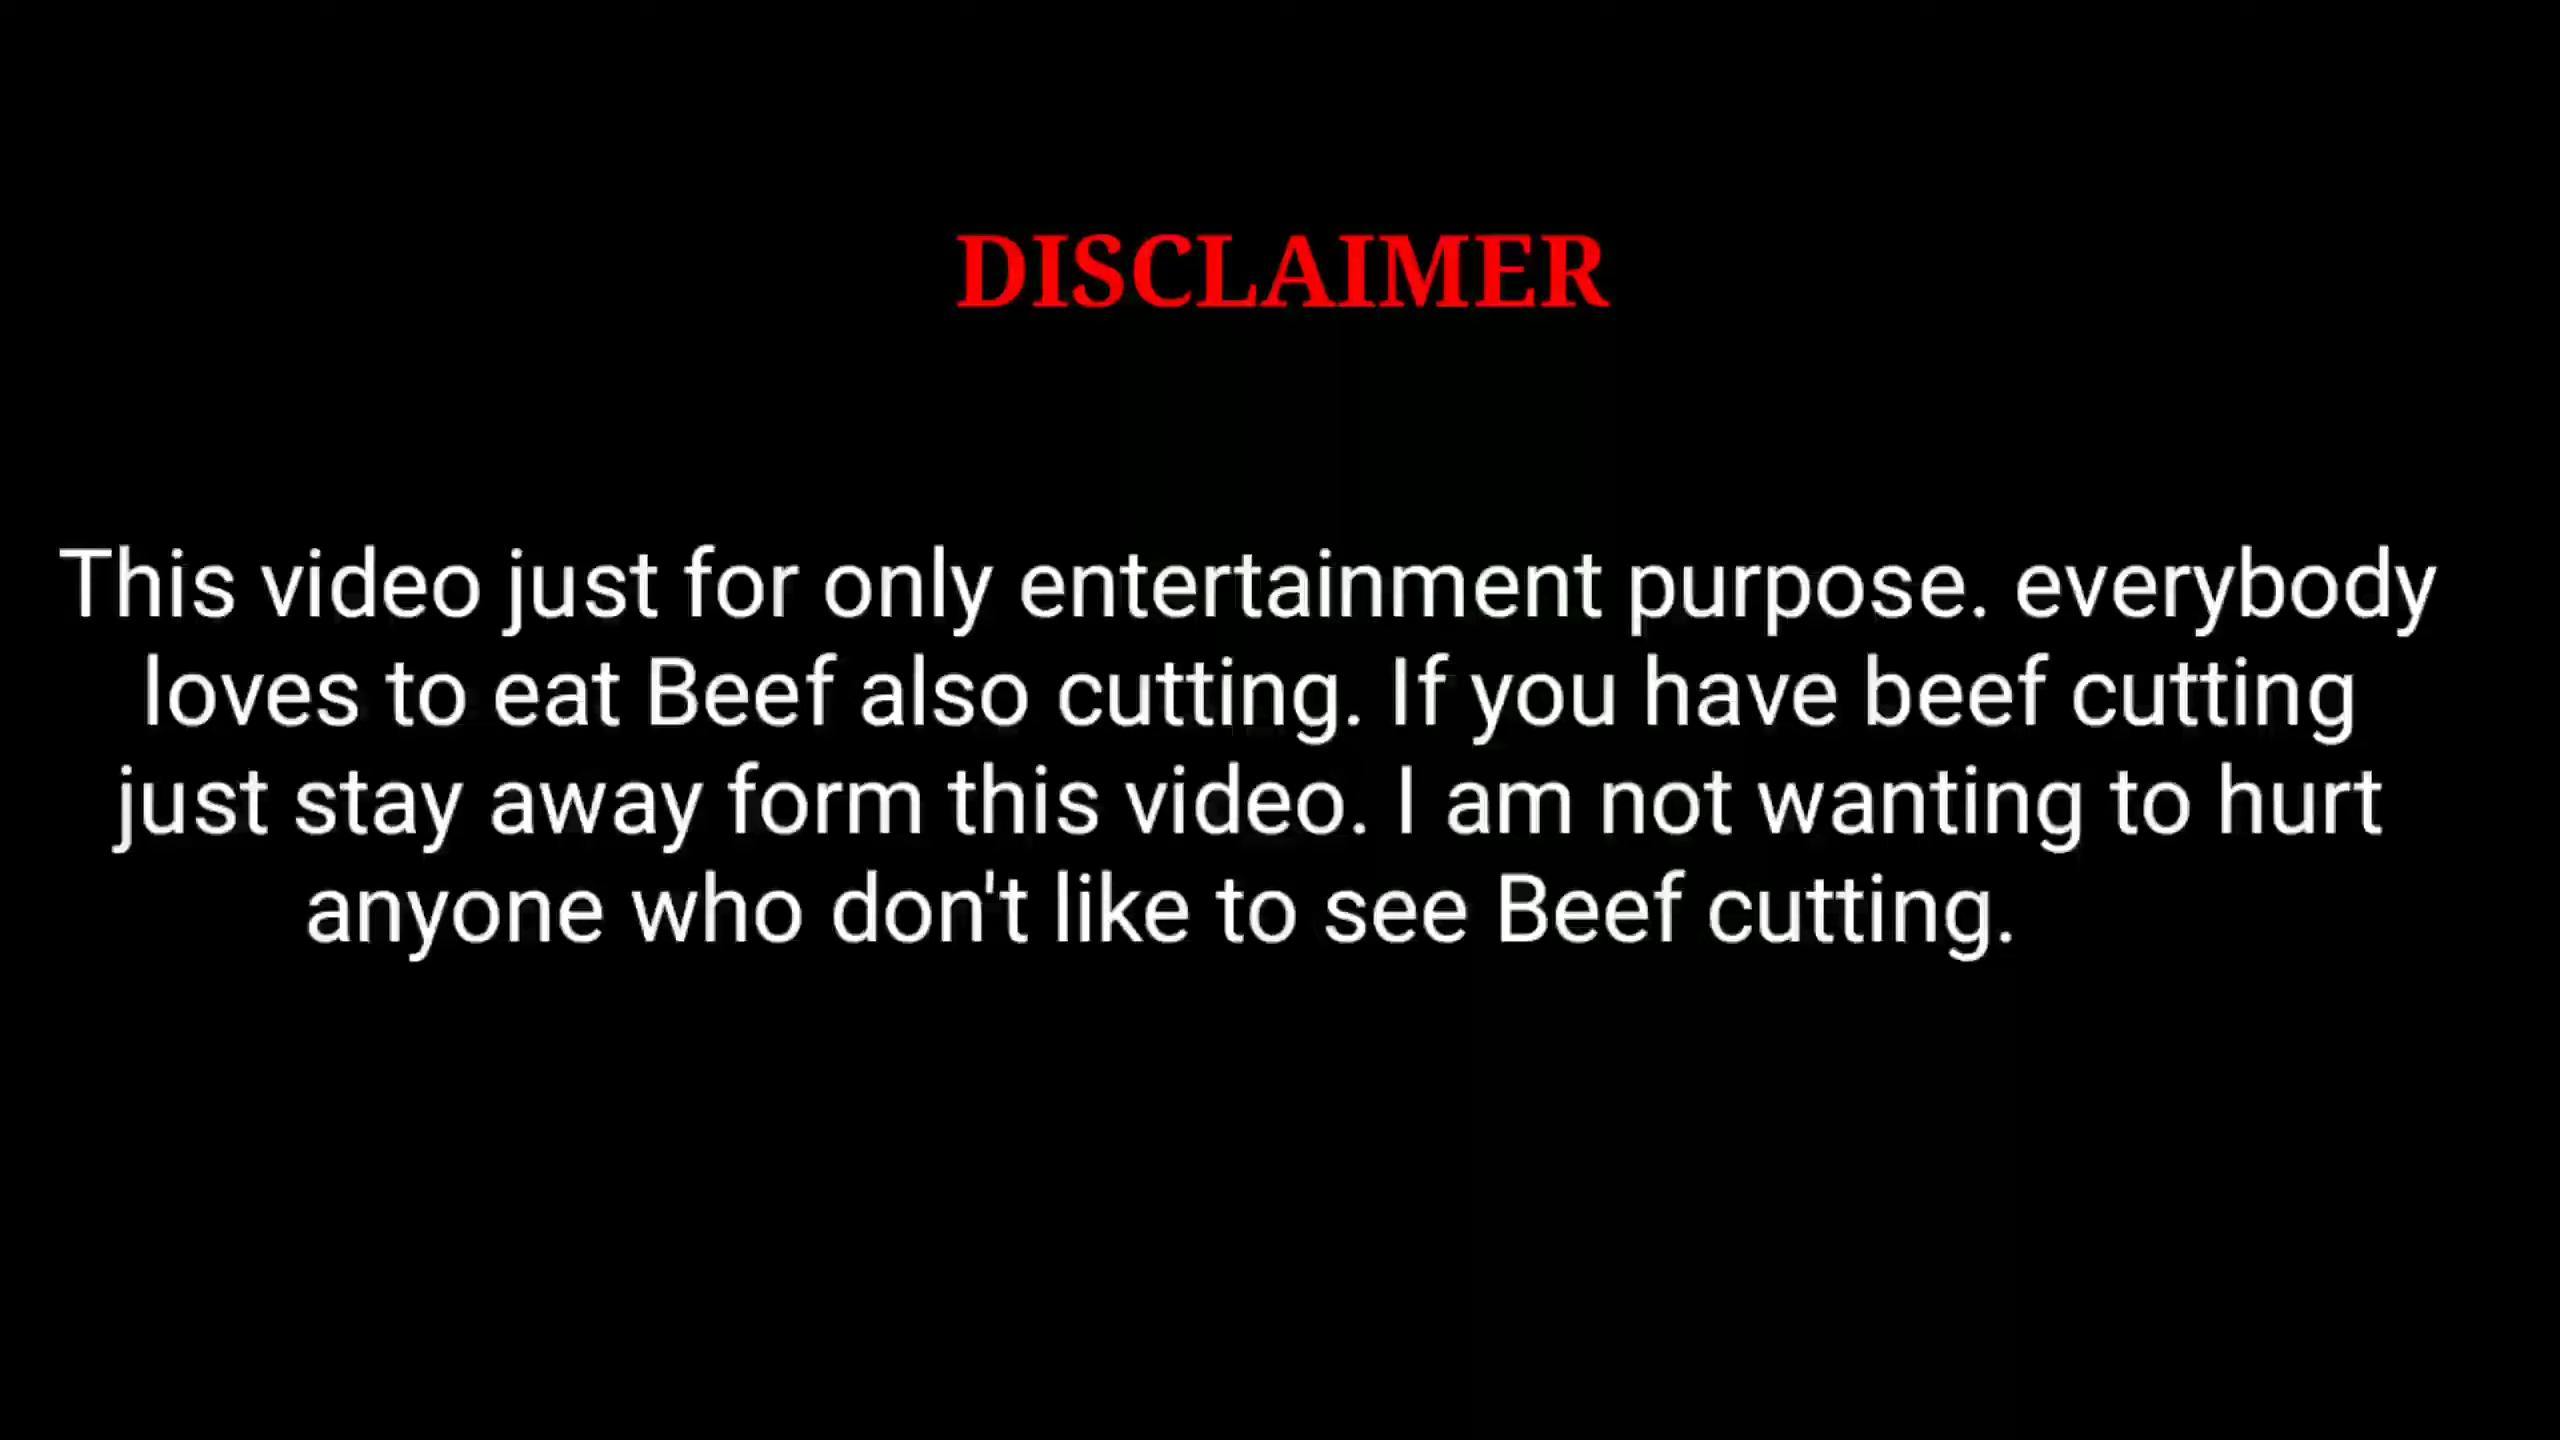 DISCLAIMER
This video just for only entertainment purpose. everybody
loves to eat Beef also cutting. If you have beef cutting
just stay away form this video. I am not wanting to hurt
anyone who don't like to see Beef cutting.